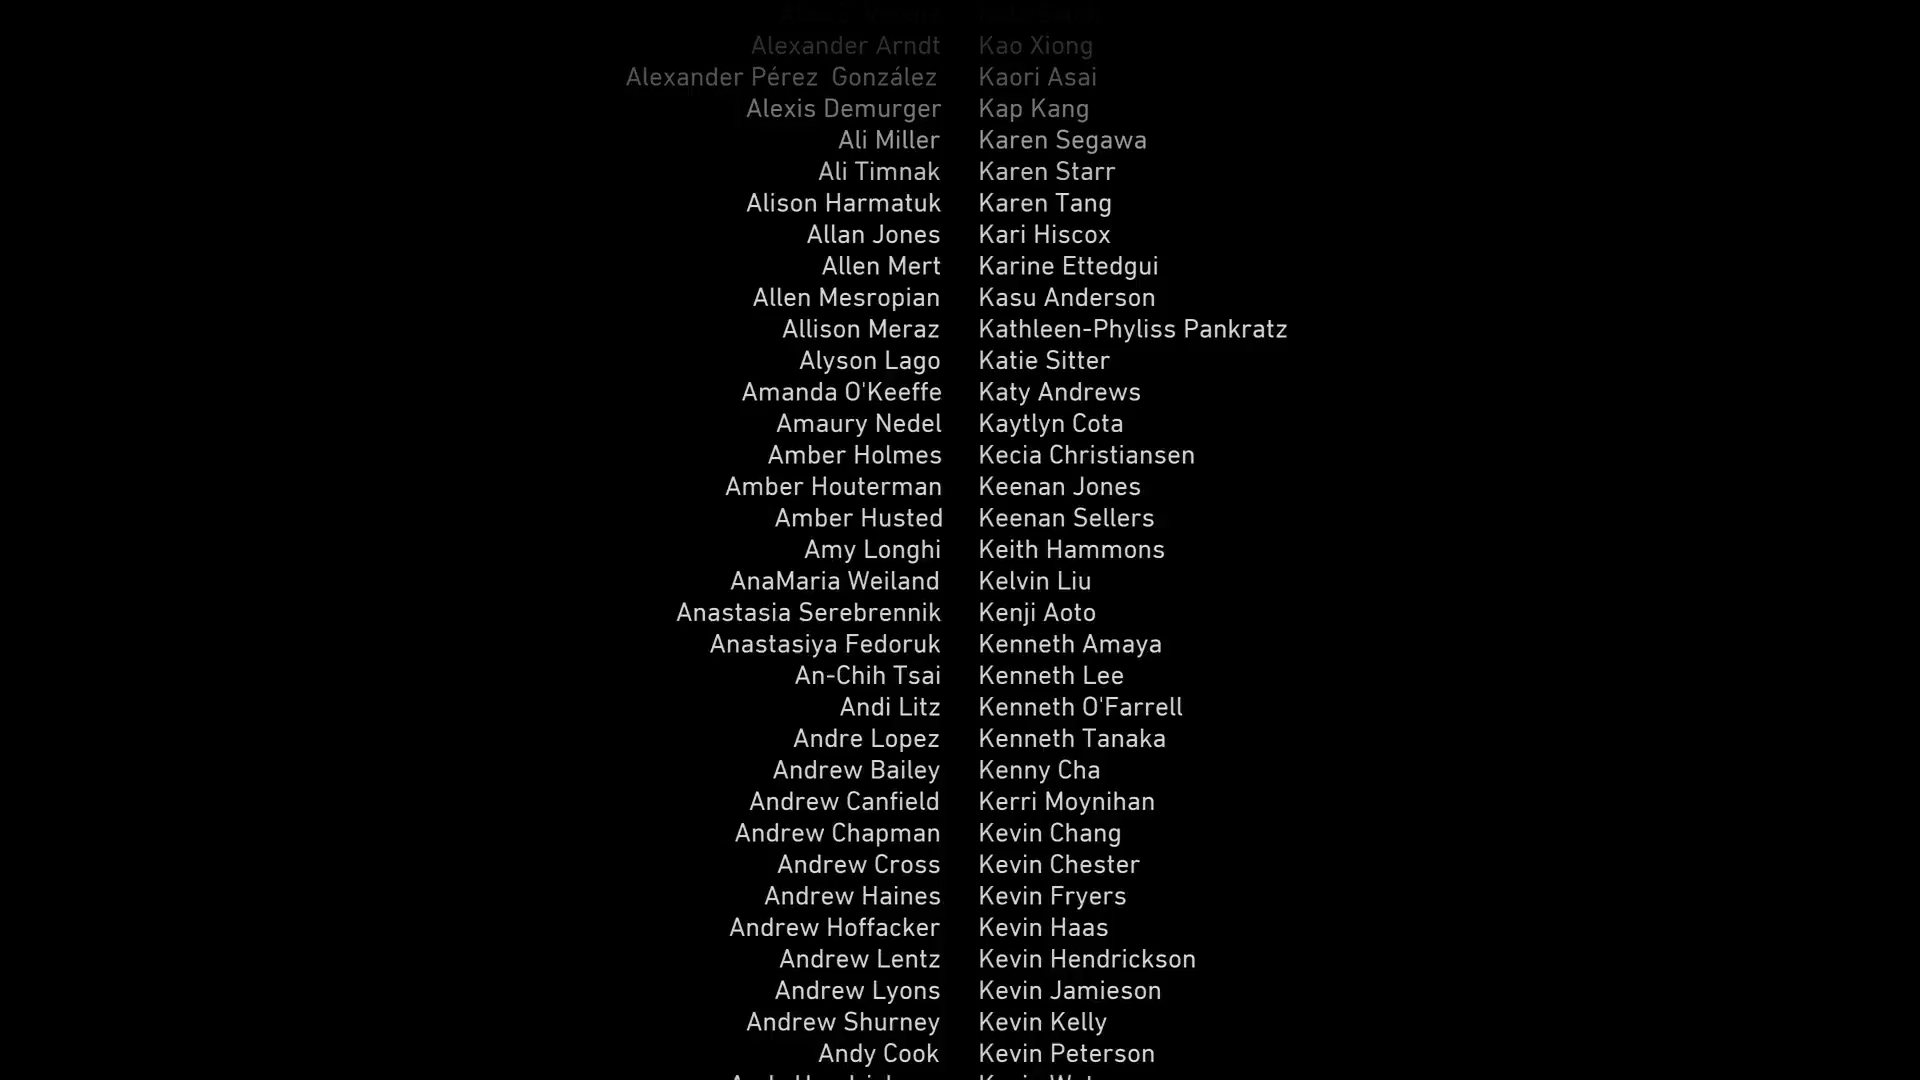 Alexander Arndt Kao Xiong
Alexander Pérez  González Kaori Asai
Alexis Demurger Kap Kang
Ali Miller Karen Segawa
Ali Timnak Karen Starr
Alison Harmatuk Karen Tang
Allan Jones Kari Hiscox
Allen Mert Karine Ettedgui
Allen Mesropian Kasu Anderson
Allison Meraz Kathleen-Phyliss Pankratz
Alyson Lago Katie Sitter
Amanda O'Keeffe Katy Andrews
Amaury Nedel Kaytlyn Cota
Amber Holmes Kecia Christiansen
Amber Houterman Keenan Jones
Amber Husted Keenan Sellers
Amy Longhi Keith Hammons
AnaMaria Weiland Kelvin Liu
Anastasia Serebrennik Kenji Aoto
Anastasiya Fedoruk Kenneth Amaya
An-Chih Tsai Kenneth Lee
Andi Litz Kenneth O'Farrell
Andre Lopez Kenneth Tanaka
Andrew Bailey Kenny Cha
Andrew Canfield Kerri Moynihan
Andrew Chapman Kevin Chang
Andrew Cross Kevin Chester
Andrew Haines Kevin Fryers
Andrew Hoffacker Kevin Haas
Andrew Lentz Kevin Hendrickson
Andrew Lyons Kevin Jamieson
Andrew Shurney Kevin Kelly
Andy Cook Kevin Peterson